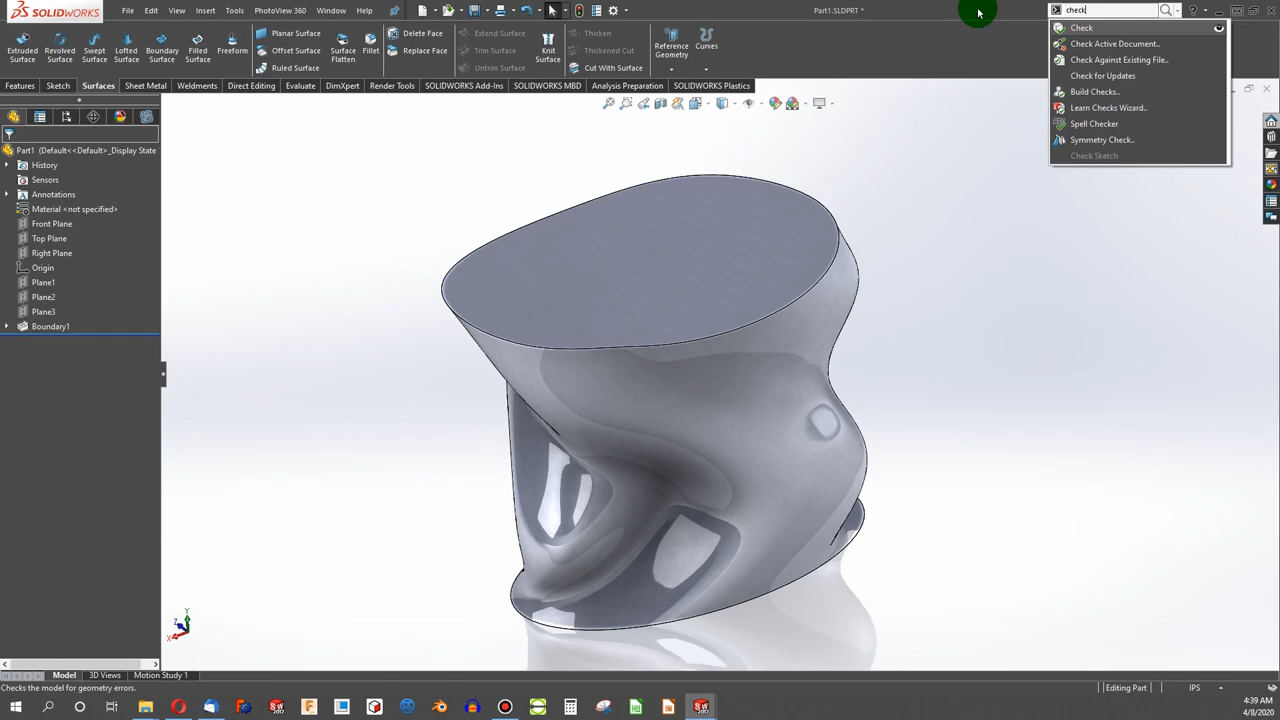 SOLIDWORKS
File Edit View Insert Tools PhotoView 360 Window Help
Part1.SLDPRT *
check
Extruded Surface
Revolved Surface
Swept Surface
Lofted Surface
Boundary Surface
Filled Surface
Freeform
Planar Surface
Offset Surface
Ruled Surface
Surface Flatten
Fillet
Delete Face
Replace Face
Extend Surface
Trim Surface
Untrim Surface
Knit Surface
Thicken
Thickened Cut
Cut With Surface
Reference Geometry
Curves
Check
Check Active Document..
Check Against Existing File..
Check for Updates
Build Checks..
Learn Checks Wizard..
Spell Checker
Symmetry Check..
Check Sketch
Features Sketch Surfaces Sheet Metal Weldments Direct Editing Evaluate DimXpert Render Tools SOLIDWORKS Add-Ins SOLIDWORKS MBD Analysis Preparation SOLIDWORKS Plastics
Part1 (Default<<Default>_Display State
History
Sensors
Annotations
Material <not specified>
Front Plane
Top Plane
Right Plane
Origin
Plane1
Plane2
Plane3
Boundary1
Y
Z
X
Model 3D Views Motion Study 1
Checks the model for geometry errors.
Editing Part IPS
SW 2017
SW 2017
4:39 AM
4/8/2020